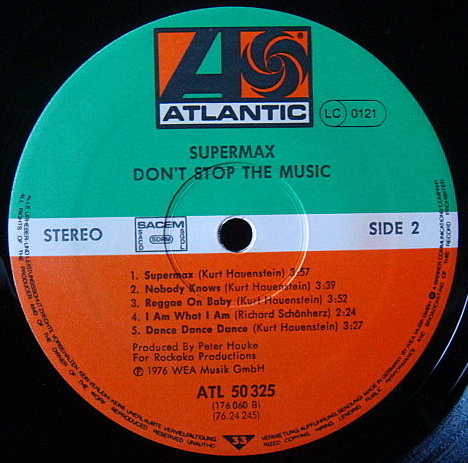 ATLANTIC
LC 0121
SUPERMAX
DON'T STOP THE MUSIC
STEREO
SACEM
SDRM
SIDE 2
1. Supermax (Kurt Hauenstein) 3:57
2. Nobody Knows (Kurt Hauenstein) 3:39
3. Reggae On Baby (Kurt Hauenstein) 3:52
4. I Am What I Am (Richard Schönherz) 2:24
5. Dance Dance Dance (Kurt Hauenstein) 3:27
Produced By Peter Hauke
For Rockoko Productions
℗ 1976 WEA Musik GmbH
ATL 50 325
(176 060 B)
(76.24 245)
33